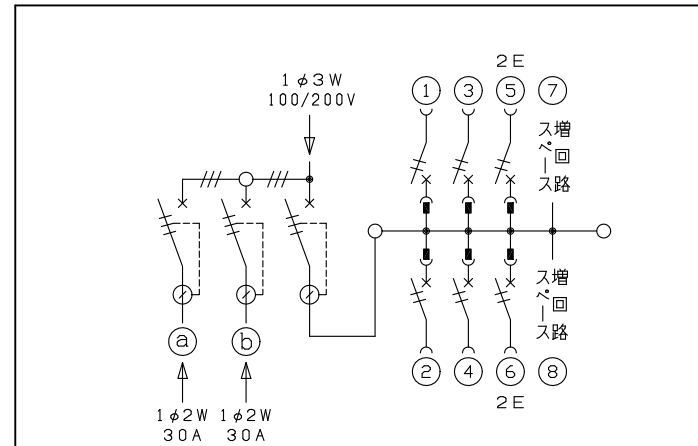 1φ3W
100/200V
2E
1 3 5 7
増回路
スペース
増回路
スペース
2 4 6 8
2E
a b
1φ2W 1φ2W
30A 30A